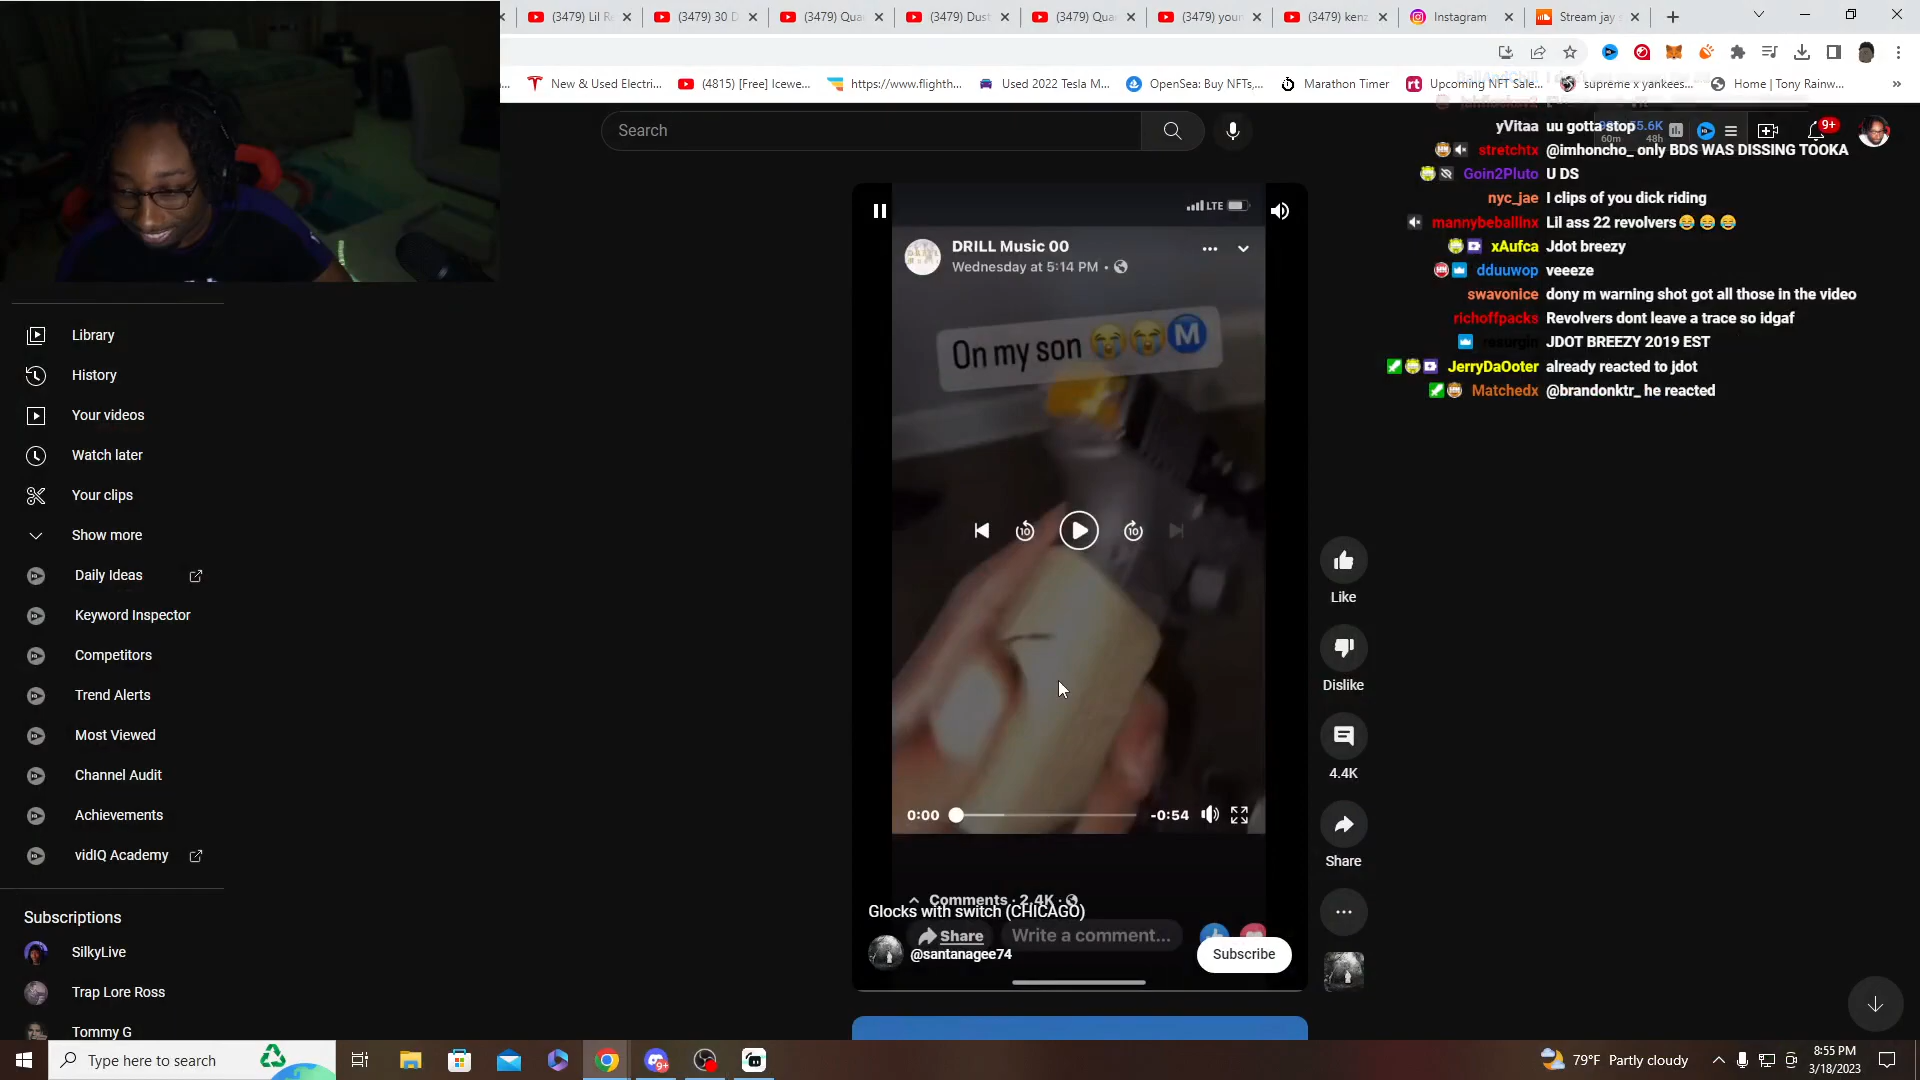 (3479) Lil R
(3479) 30 D
(3479) Qua
(3479) Dust
(3479) Qua
(3479) your
(3479) kenz
Instagram
Stream jay
New & Used Electri...
(4815) [Free] Icewe...
https://www.flighth...
Used 2022 Tesla M...
OpenSea: Buy NFTs,...
Marathon Timer
Upcoming NFT Sale...
supreme x yankees...
Home | Tony Rainw...
»
Search
60m
48h
9+
yVitaa uu gotta stop
stretchtx @imhoncho_ only BDS WAS DISSING TOOKA
Goin2Pluto U DS
nyc_jae I clips of you dick riding
mannybeballinx Lil ass 22 revolvers😂 😂 😂
xAufca Jdot breezy
dduuwop veeeze
swavonice dony m warning shot got all those in the video
richoffpacks Revolvers dont leave a trace so idgaf
resurgin JDOT BREEZY 2019 EST
JerryDaOoter already reacted to jdot
Matchedx @brandonktr_ he reacted
Library
History
Your videos
Watch later
Your clips
Show more
Daily Ideas
Keyword Inspector
Competitors
Trend Alerts
Most Viewed
Channel Audit
Achievements
vidIQ Academy
Subscriptions
SilkyLive
Trap Lore Ross
Tommy G
LTE
DRILL Music 00
Wednesday at 5:14 PM •
On my son 😭😭Ⓜ️
10
10
0:00
-0:54
Comments · 2.4K ·
Glocks with switch (CHICAGO)
Share
Write a comment...
@santanagee74
Subscribe
Like
Dislike
4.4K
Share
Type here to search
9+
79°F Partly cloudy
8:55 PM
3/18/2023